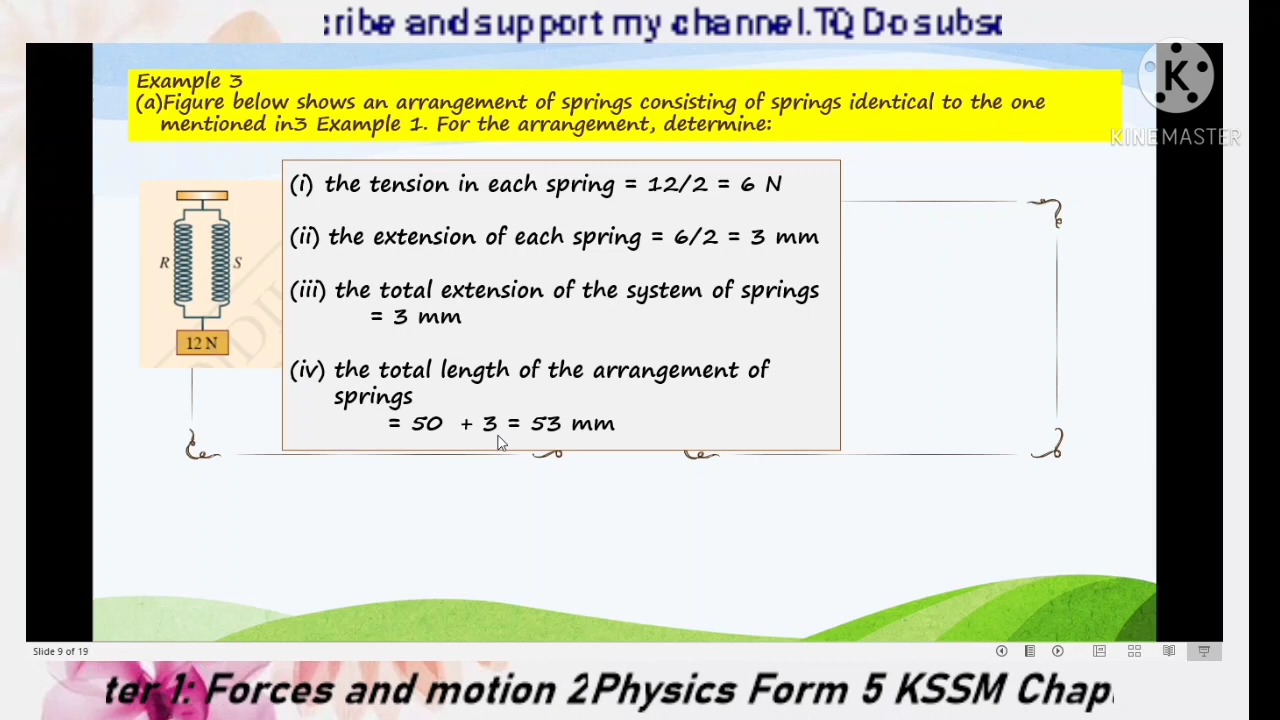 :ribe and support my channel.TQ Do subsc
Example 3
(a)Figure below shows an arrangement of springs consisting of springs identical to the one
mentioned in3 Example 1. For the arrangement, determine:
K
KINEMASTER
(i) the tension in each spring = 12/2 = 6 N
(ii) the extension of each spring = 6/2 = 3 mm
(iii) the total extension of the system of springs
= 3 mm
(iv) the total length of the arrangement of
springs
= 50 + 3 = 53 mm
R
S
12 N
Slide 9 of 19
ter 1: Forces and motion 2Physics Form 5 KSSM Chap